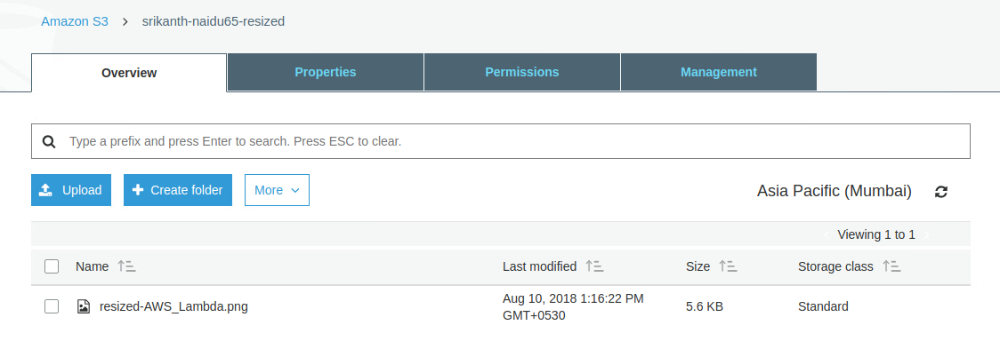 Amazon S3 > srikanth-naidu65-resized
Overview Properties Permissions Management
Type a prefix and press Enter to search. Press ESC to clear.
Upload Create folder More Asia Pacific (Mumbai)
Viewing 1 to 1
Name Last modified Size Storage class
resized-AWS_Lambda.png Aug 10, 2018 1:16:22 PM 5.6 KB Standard
GMT+0530